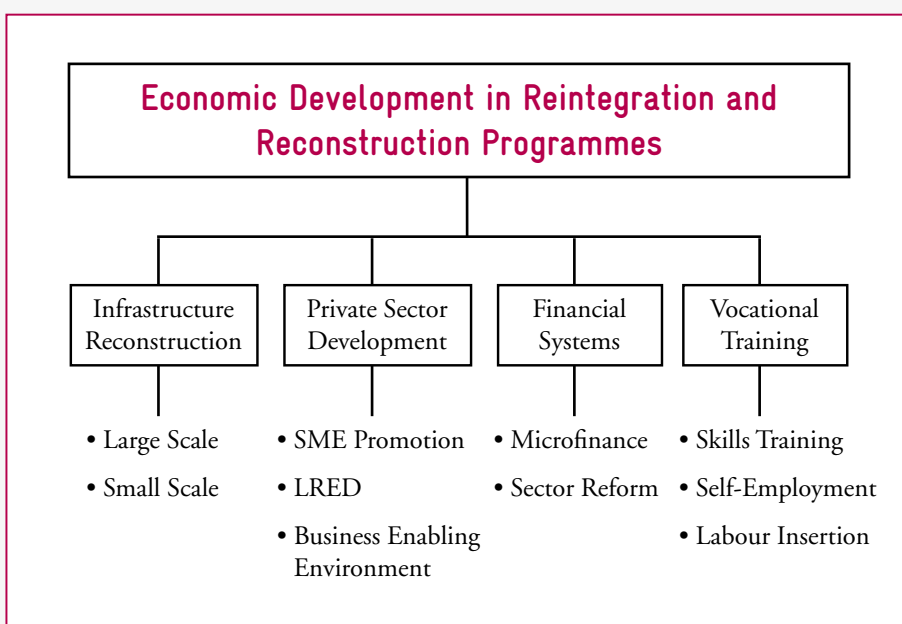 Economic Development in Reintegration and
Reconstruction Programmes
Infrastructure
Reconstruction
• Large Scale
• Small Scale
Private Sector
Development
• SME Promotion
• LRED
• Business Enabling
Environment
Financial
Systems
• Microfinance
• Sector Reform
Vocational
Training
• Skills Training
• Self-Employment
• Labour Insertion